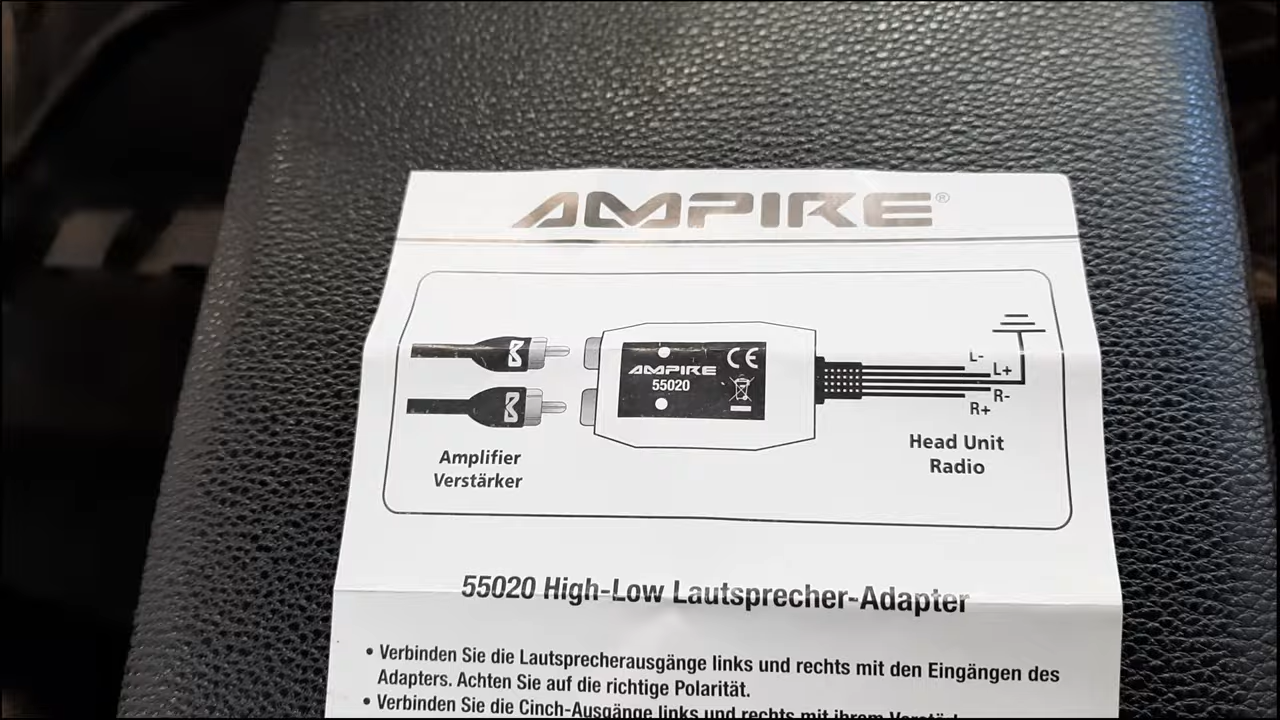 AMPIRE®
AMPIRE
55020
CE
L-
L+
R-
R+
Amplifier
Verstärker
Head Unit
Radio
55020 High-Low Lautsprecher-Adapter
• Verbinden Sie die Lautsprecherausgänge links und rechts mit den Eingängen des
Adapters. Achten Sie auf die richtige Polarität.
• Verbinden Sie die Cinch-Ausgänge links und rechts mit ihrem